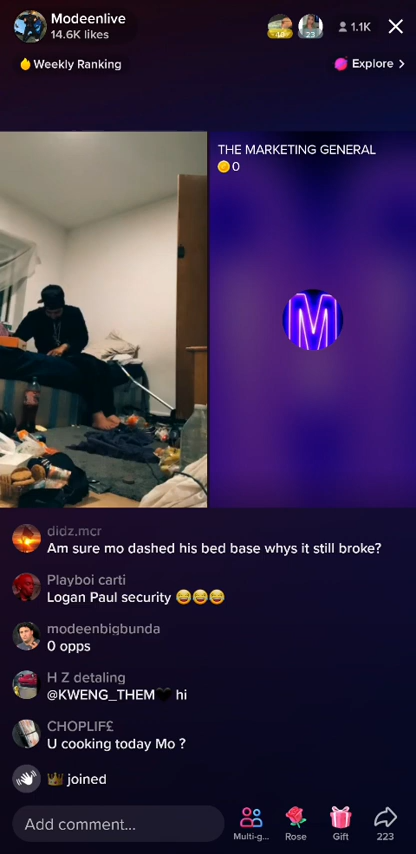 Modeenlive
14.6K likes
1.1K
Weekly Ranking
Explore >
THE MARKETING GENERAL
0
M
didz.mcr
Am sure mo dashed his bed base whys it still broke?
Playboi carti
Logan Paul security 😂😂😂
modeenbigbunda
0 opps
H Z detaling
@KWENG_THEM🖤 hi
CHOPLIF£
U cooking today Mo ?
👑 joined
Add comment...
Multi-g...
Rose
Gift
223